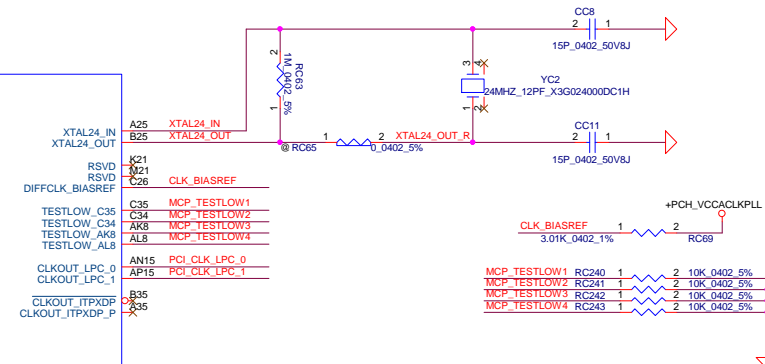 CC8
2 1
15P_0402_50V8J
2
RC63
1M_0402_5%
1
3 4
YC2
24MHZ_12PF_X3G024000DC1H
1 2
XTAL24_IN A25 XTAL24_IN
XTAL24_OUT B25 XTAL24_OUT
@ RC65 1 2 XTAL24_OUT_R
0_0402_5%
CC11
2 1
15P_0402_50V8J
RSVD K21
RSVD M21
DIFFCLK_BIASREF C26 CLK_BIASREF
TESTLOW_C35 C35 MCP_TESTLOW1
TESTLOW_C34 C34 MCP_TESTLOW2
TESTLOW_AK8 AK8 MCP_TESTLOW3
TESTLOW_AL8 AL8 MCP_TESTLOW4
+PCH_VCCACLKPLL
CLK_BIASREF 1 2
3.01K_0402_1% RC69
CLKOUT_LPC_0 AN15 PCI_CLK_LPC_0
CLKOUT_LPC_1 AP15 PCI_CLK_LPC_1
MCP_TESTLOW1 RC240 1 2 10K_0402_5%
MCP_TESTLOW2 RC241 1 2 10K_0402_5%
MCP_TESTLOW3 RC242 1 2 10K_0402_5%
MCP_TESTLOW4 RC243 1 2 10K_0402_5%
CLKOUT_ITPXDP B35
CLKOUT_ITPXDP_P A35